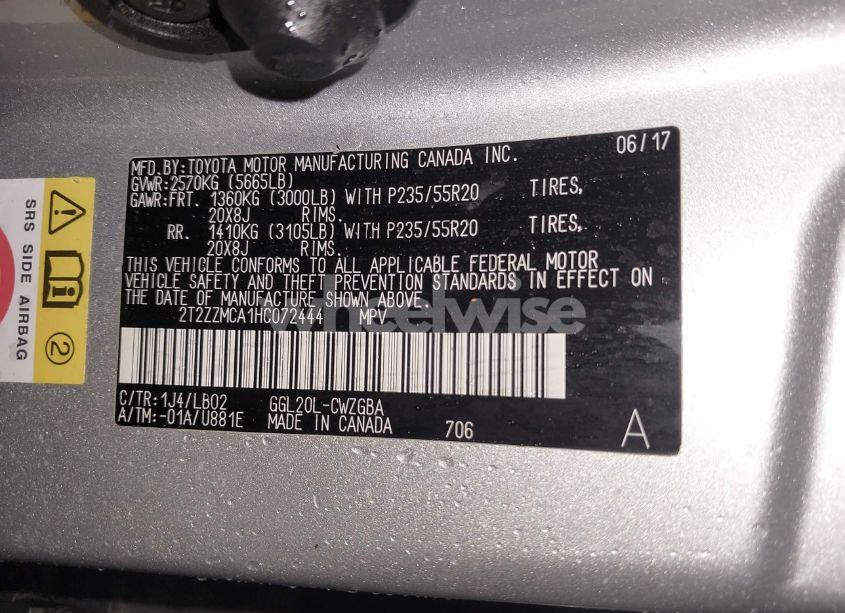 06/17
MFD.BY:TOYOTA MOTOR MANUFACTURING CANADA INC.
GVWR:2570KG (5665LB)
GAWR:FRT. 1360KG (3000LB) WITH P235/55R20 TIRES,
20X8J RIMS.
RR. 1410KG (3105LB) WITH P235/55R20 TIRES,
20X8J RIMS.
THIS VEHICLE CONFORMS TO ALL APPLICABLE FEDERAL MOTOR
VEHICLE SAFETY AND THEFT PREVENTION STANDARDS IN EFFECT ON
THE DATE OF MANUFACTURE SHOWN ABOVE.
2T2ZZMCA1HC072444 MPV
wheelwise
C/TR:1J4/LB02 GGL20L-CWZGBA
A/TM:-01A/U881E MADE IN CANADA 706 A
SRS SIDE AIRBAG
2